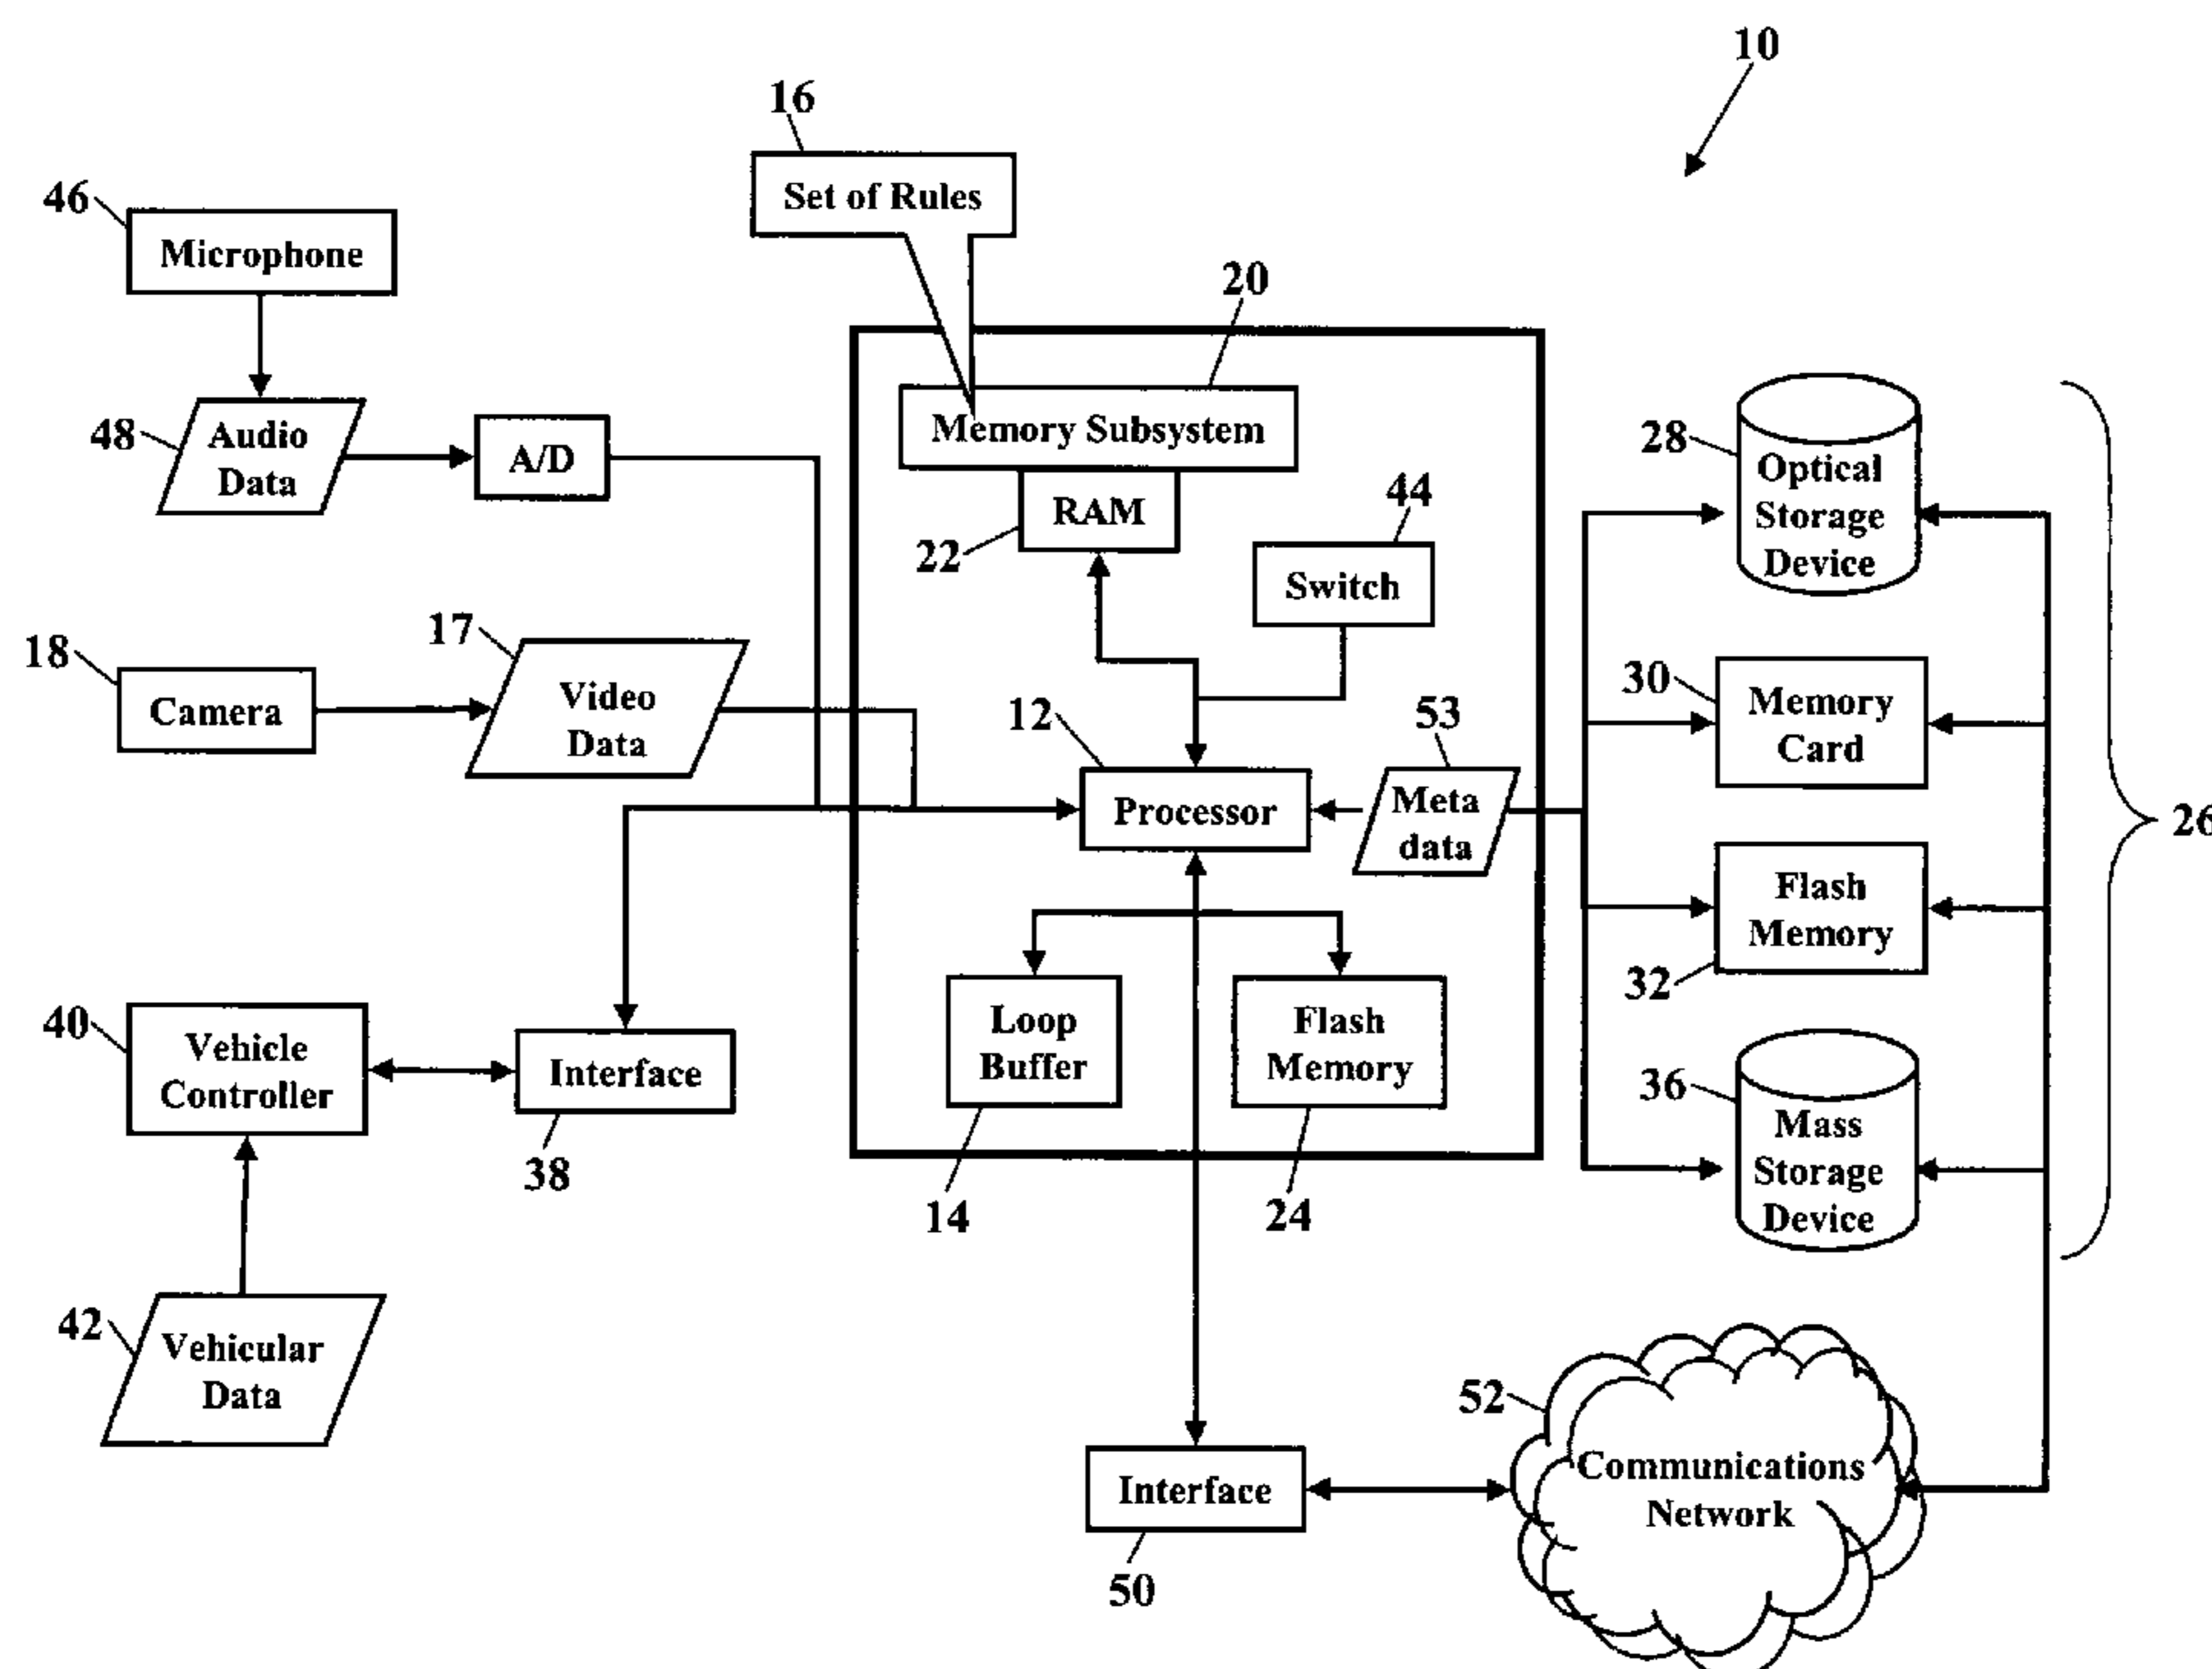 10
16
Set of Rules
46
Microphone
20
48
Audio
Data
A/D
Memory Subsystem
RAM
22
44
Switch
28
Optical
Storage
Device
18
Camera
17
Video
Data
12
Processor
53
Meta
data
30
Memory
Card
26
Flash
Memory
32
40
Vehicle
Controller
Interface
38
Loop
Buffer
14
Flash
Memory
24
36
Mass
Storage
Device
42
Vehicular
Data
Interface
50
52
Communications
Network